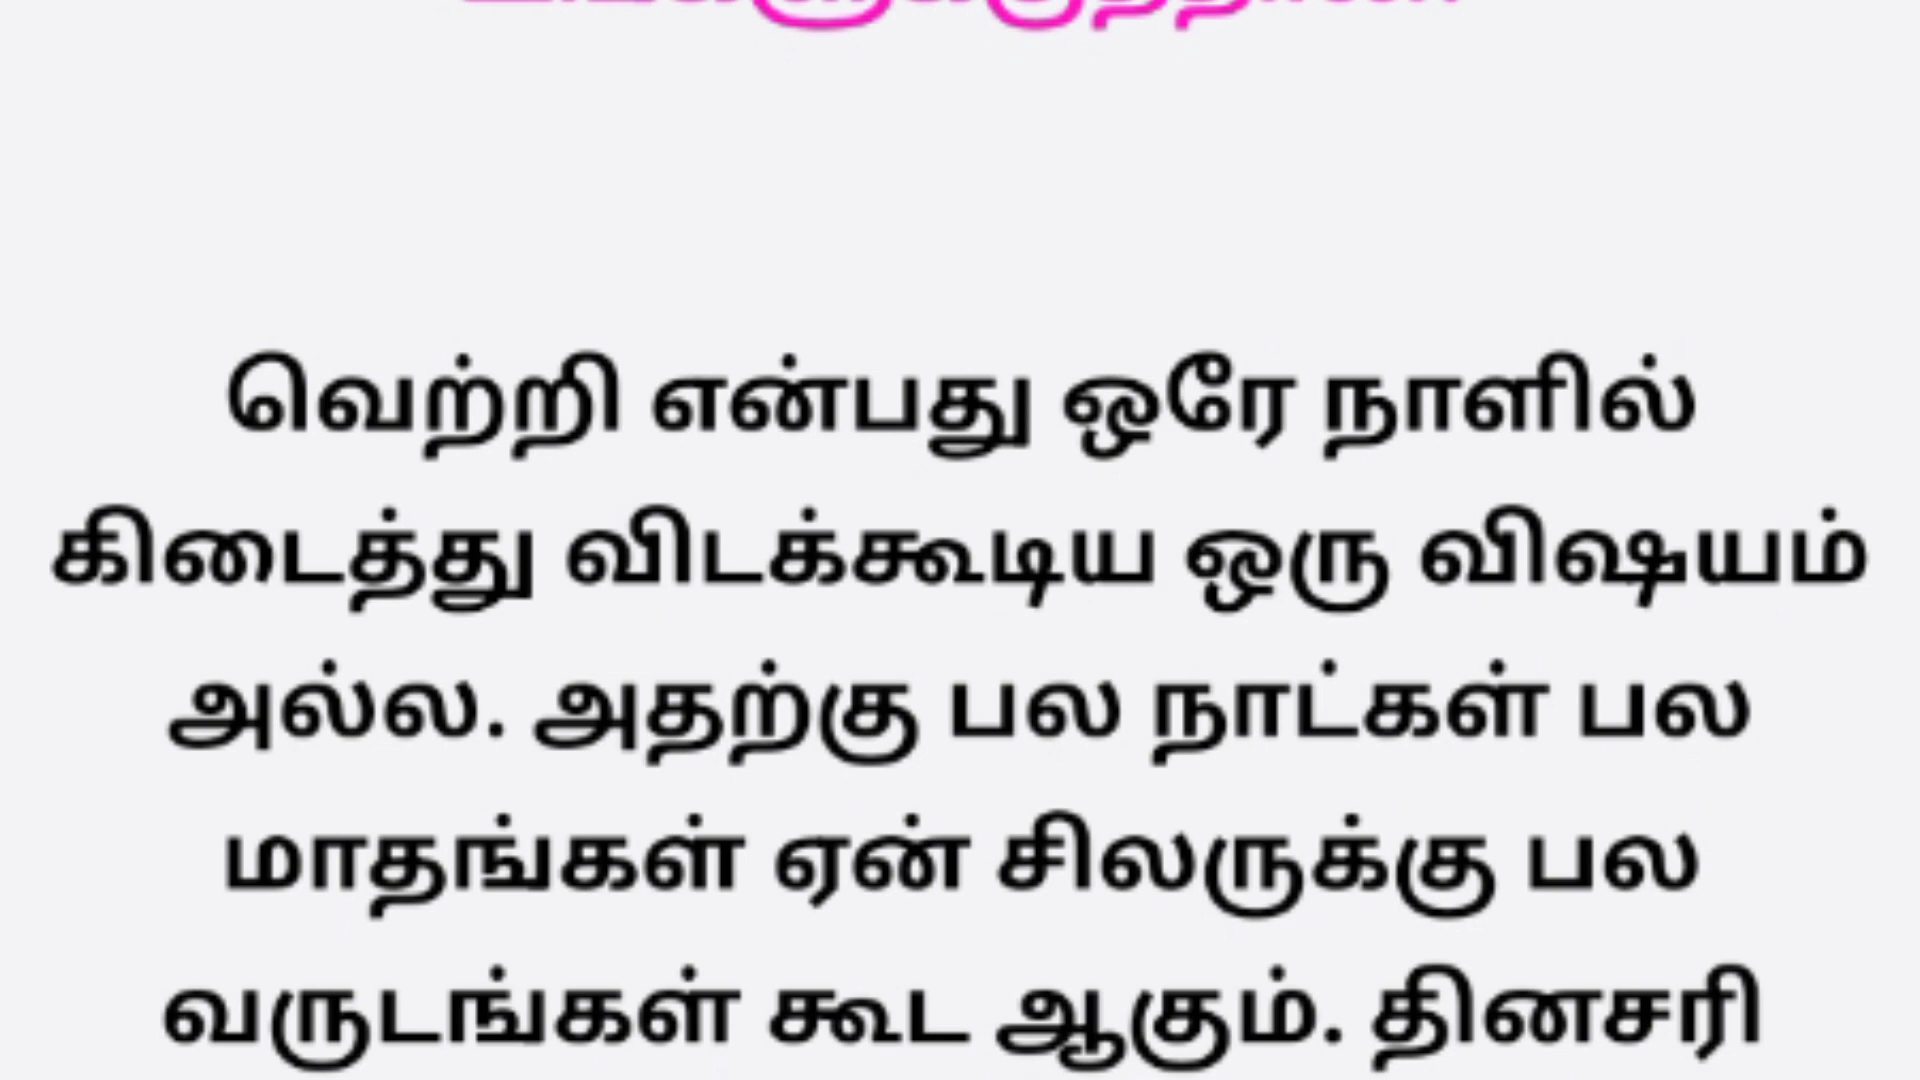 வெற்றி என்பது ஒரே நாளில்
கிடைத்து விடக்கூடிய ஒரு விஷயம்
அல்ல. அதற்கு பல நாட்கள் பல
மாதங்கள் ஏன் சிலருக்கு பல
வருடங்கள் கூட ஆகும். தினசரி